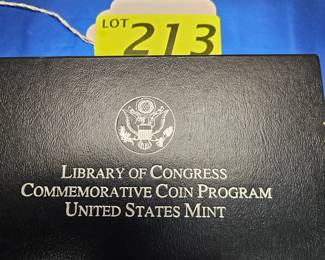 LOT 213
LIBRARY OF CONGRESS
COMMEMORATIVE COIN PROGRAM
UNITED STATES MINT